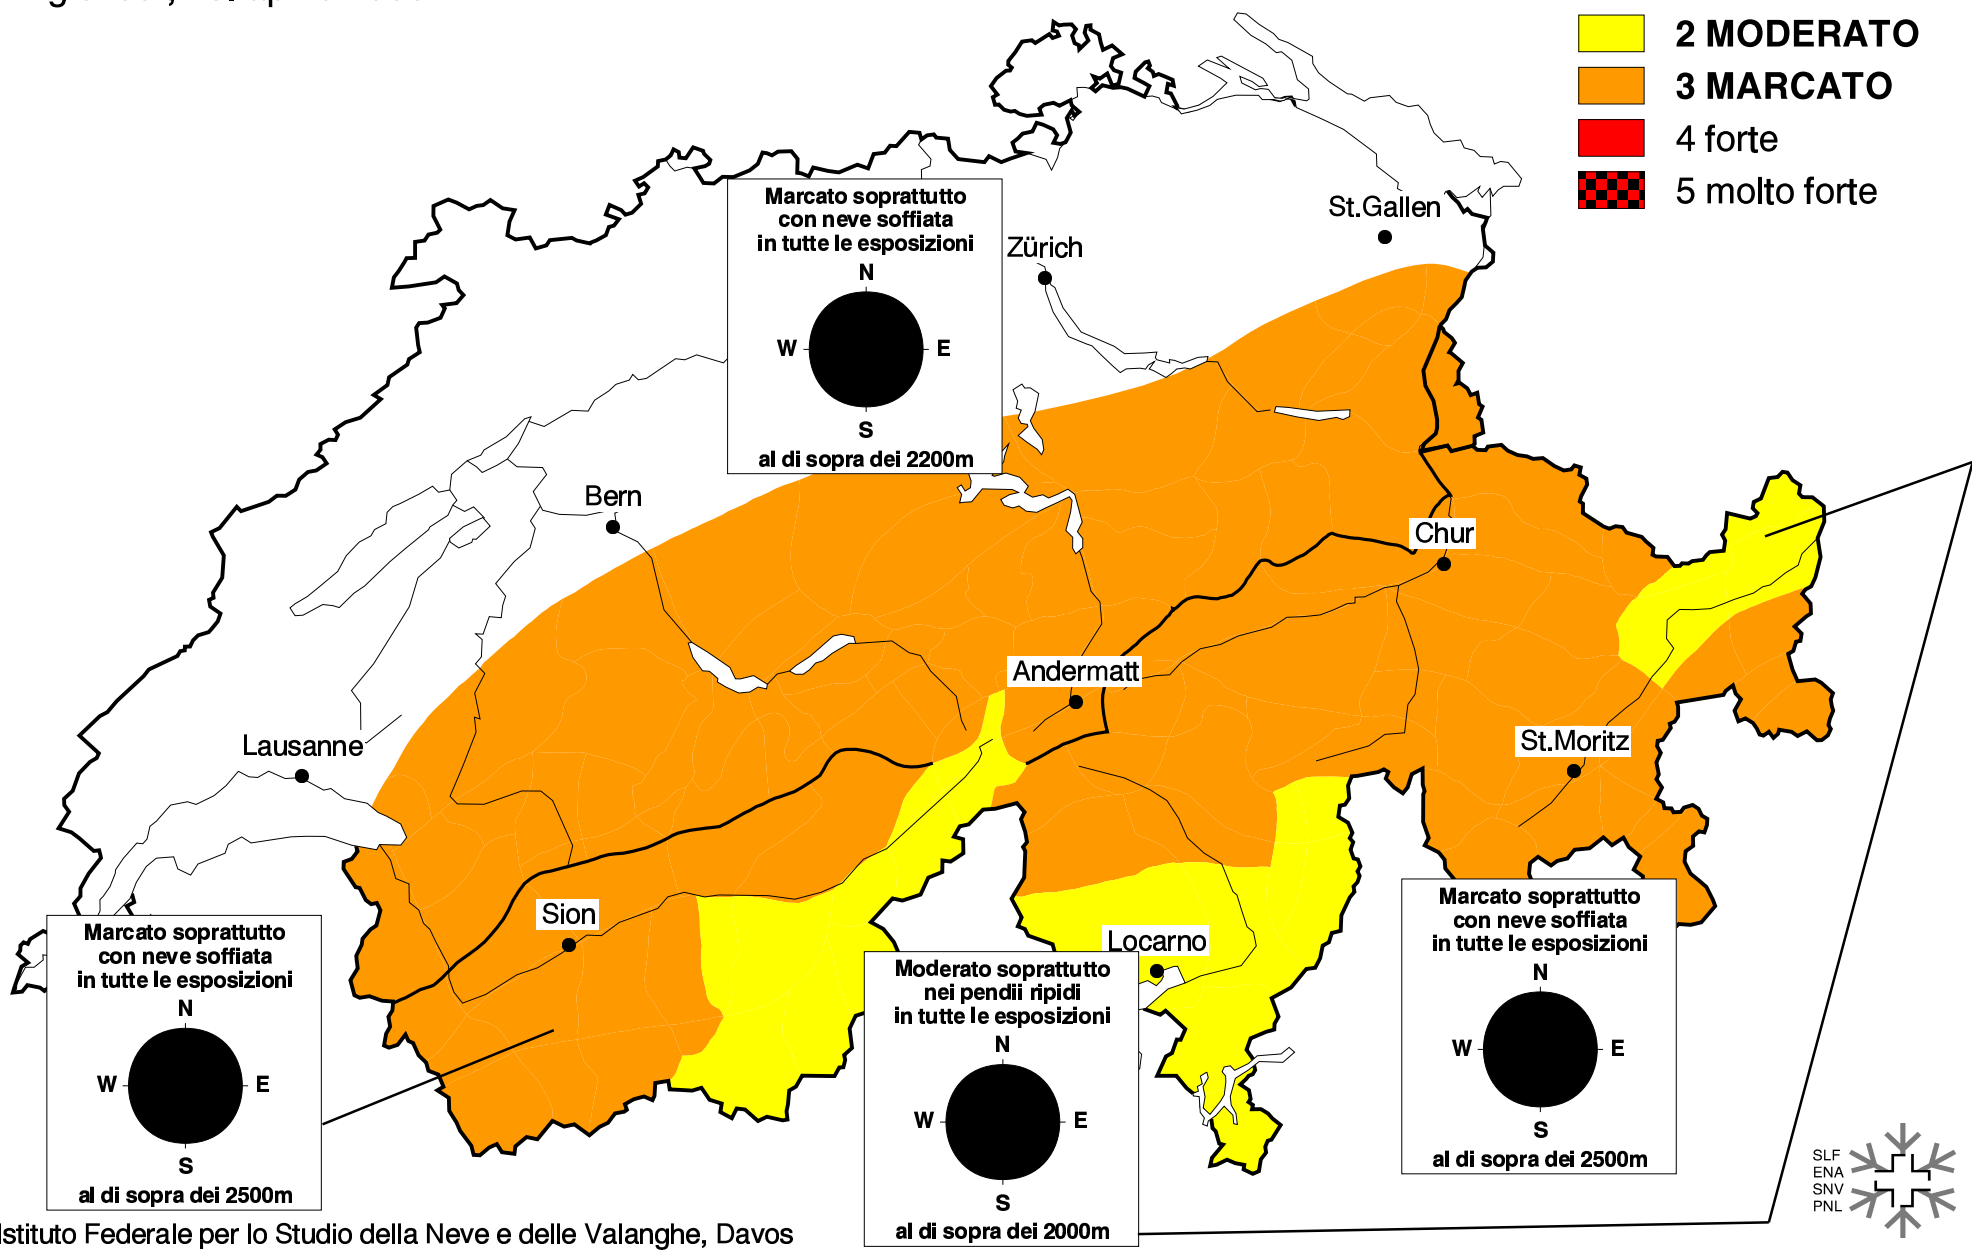 2 MODERATO
3 MARCATO
4 forte
5 molto forte
Marcato soprattutto
con neve soffiata
in tutte le esposizioni
N
W
E
S
al di sopra dei 2200m
St.Gallen
Zürich
Bern
Chur
Andermatt
St.Moritz
Lausanne
Sion
Locarno
Marcato soprattutto
con neve soffiata
in tutte le esposizioni
N
W
E
S
al di sopra dei 2500m
Moderato soprattutto
nei pendii ripidi
in tutte le esposizioni
N
W
E
S
al di sopra dei 2000m
Marcato soprattutto
con neve soffiata
in tutte le esposizioni
N
W
E
S
al di sopra dei 2500m
SLF
ENA
SNV
PNL
Istituto Federale per lo Studio della Neve e delle Valanghe, Davos